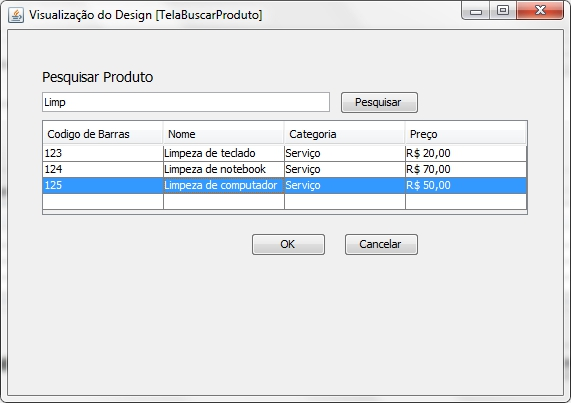 Visualização do Design [TelaBuscarProduto]
Pesquisar Produto
Limp Pesquisar
Codigo de Barras Nome Categoria Preço
123 Limpeza de teclado Serviço R$ 20,00
124 Limpeza de notebook Serviço R$ 70,00
125 Limpeza de computador Serviço R$ 50,00
OK Cancelar